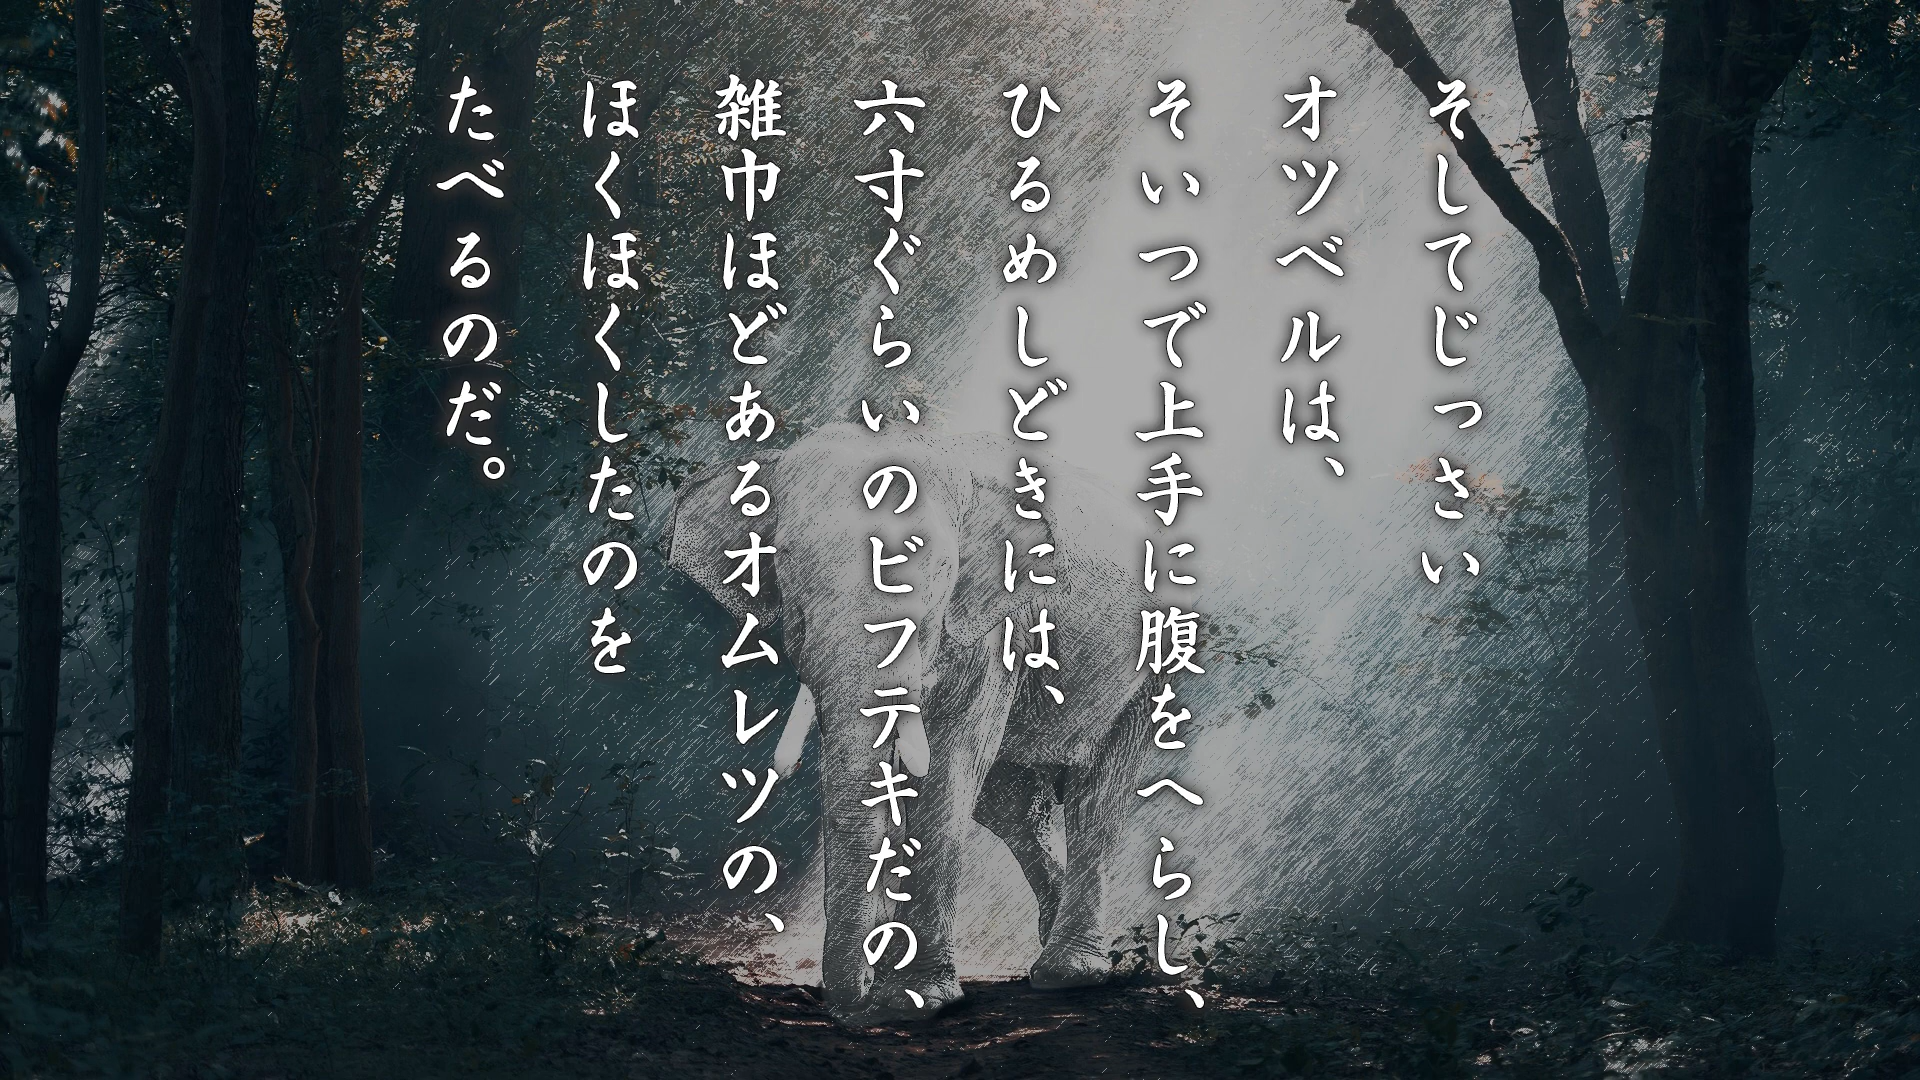 そしてじっさい
オツベルは、
そいつで上手に腹をへらし、
ひるめしどきには、
六寸ぐらいのビフテキだの、
雑巾ほどあるオムレツの、
ほくほくしたのを
たべるのだ。